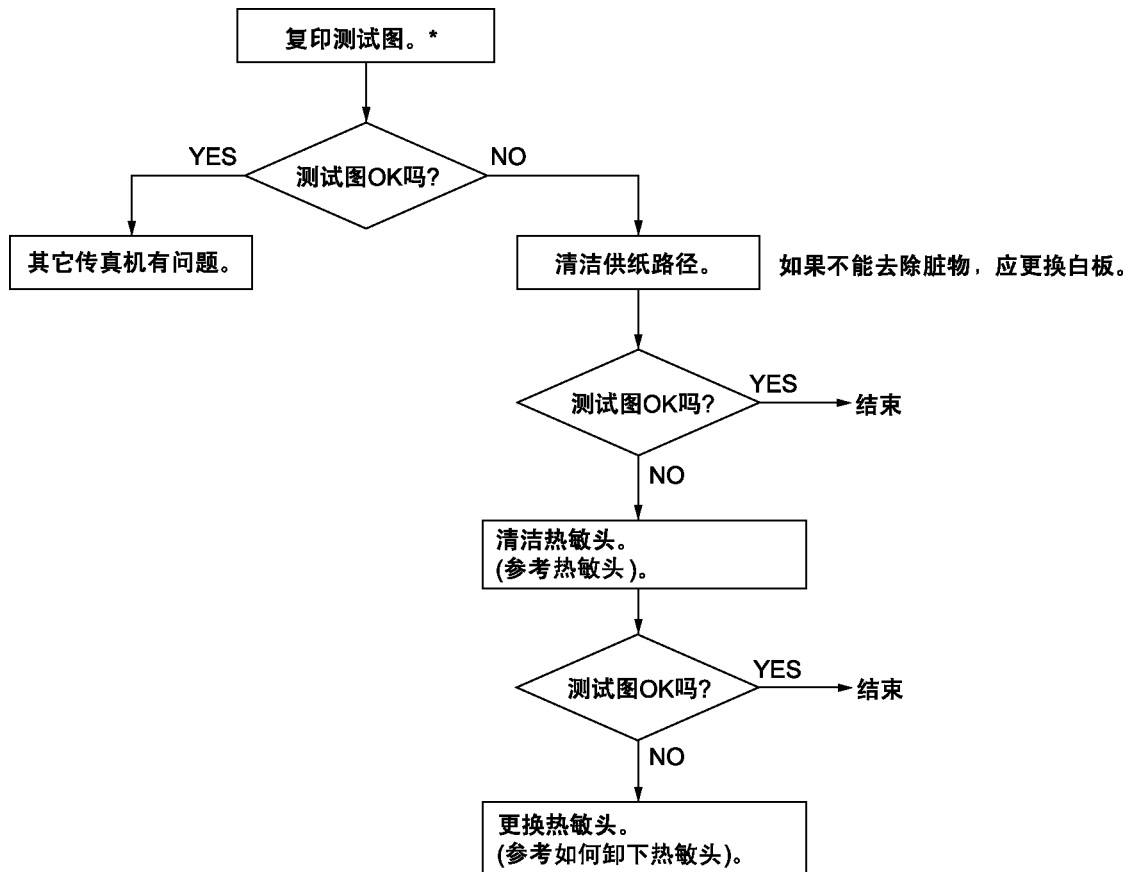 复印测试图。*
YES
测试图OK吗?
NO
其它传真机有问题。
清洁供纸路径。
如果不能去除脏物，应更换白板。
测试图OK吗?
YES
结束
NO
清洁热敏头。
(参考热敏头)。
测试图OK吗?
YES
结束
NO
更换热敏头。
(参考如何卸下热敏头)。